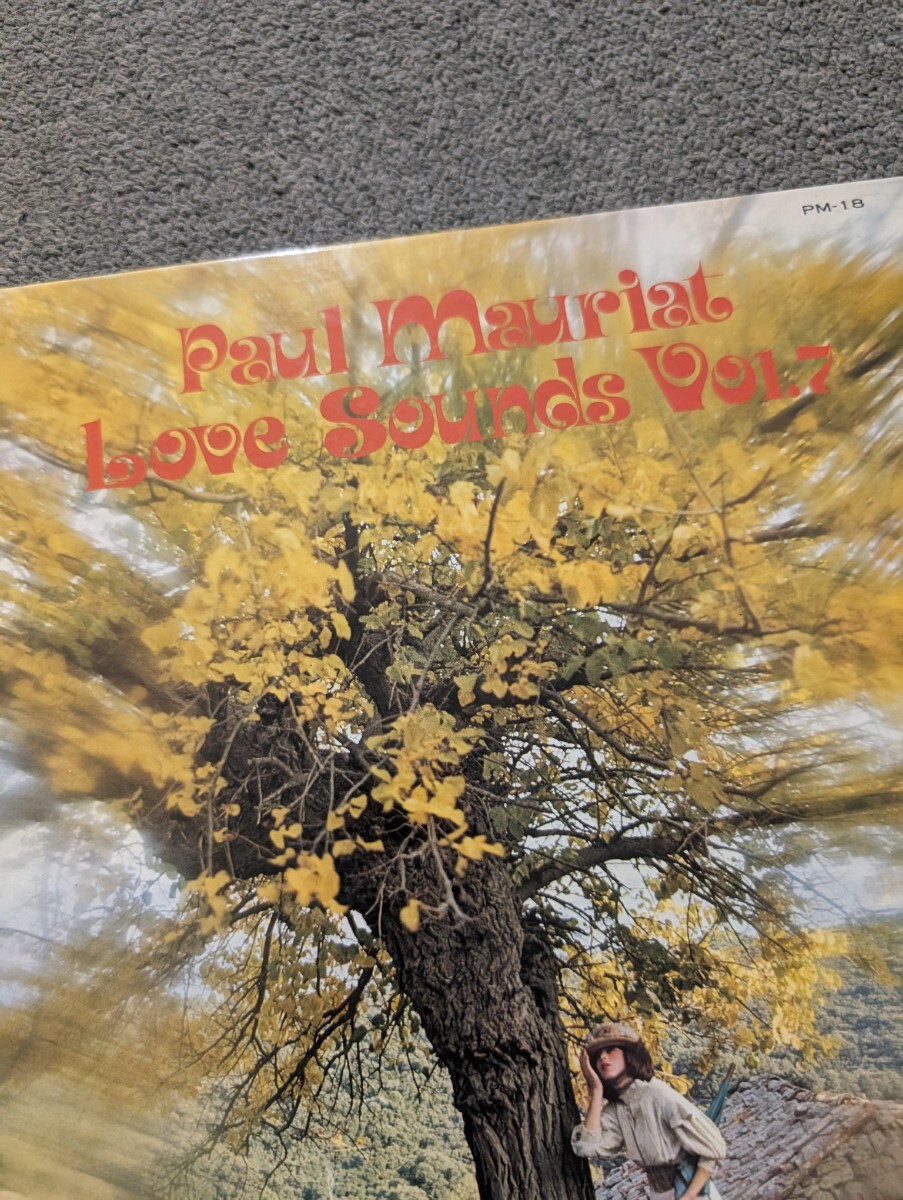 PM-18
Paul Mauriat
Love Sounds Vol.7